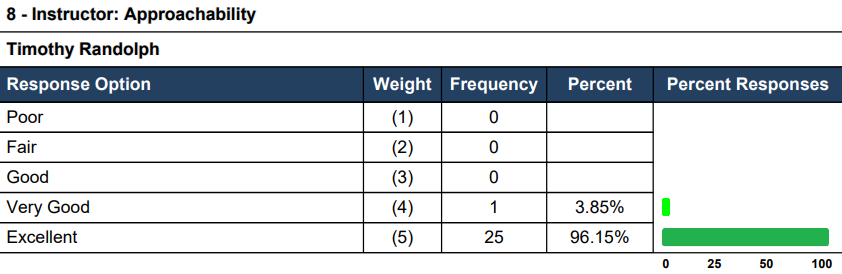 8 - Instructor: Approachability
Timothy Randolph
Response Option Weight Frequency Percent Percent Responses
Poor (1) 0
Fair (2) 0
Good (3) 0
Very Good (4) 1 3.85%
Excellent (5) 25 96.15%
0 25 50 100